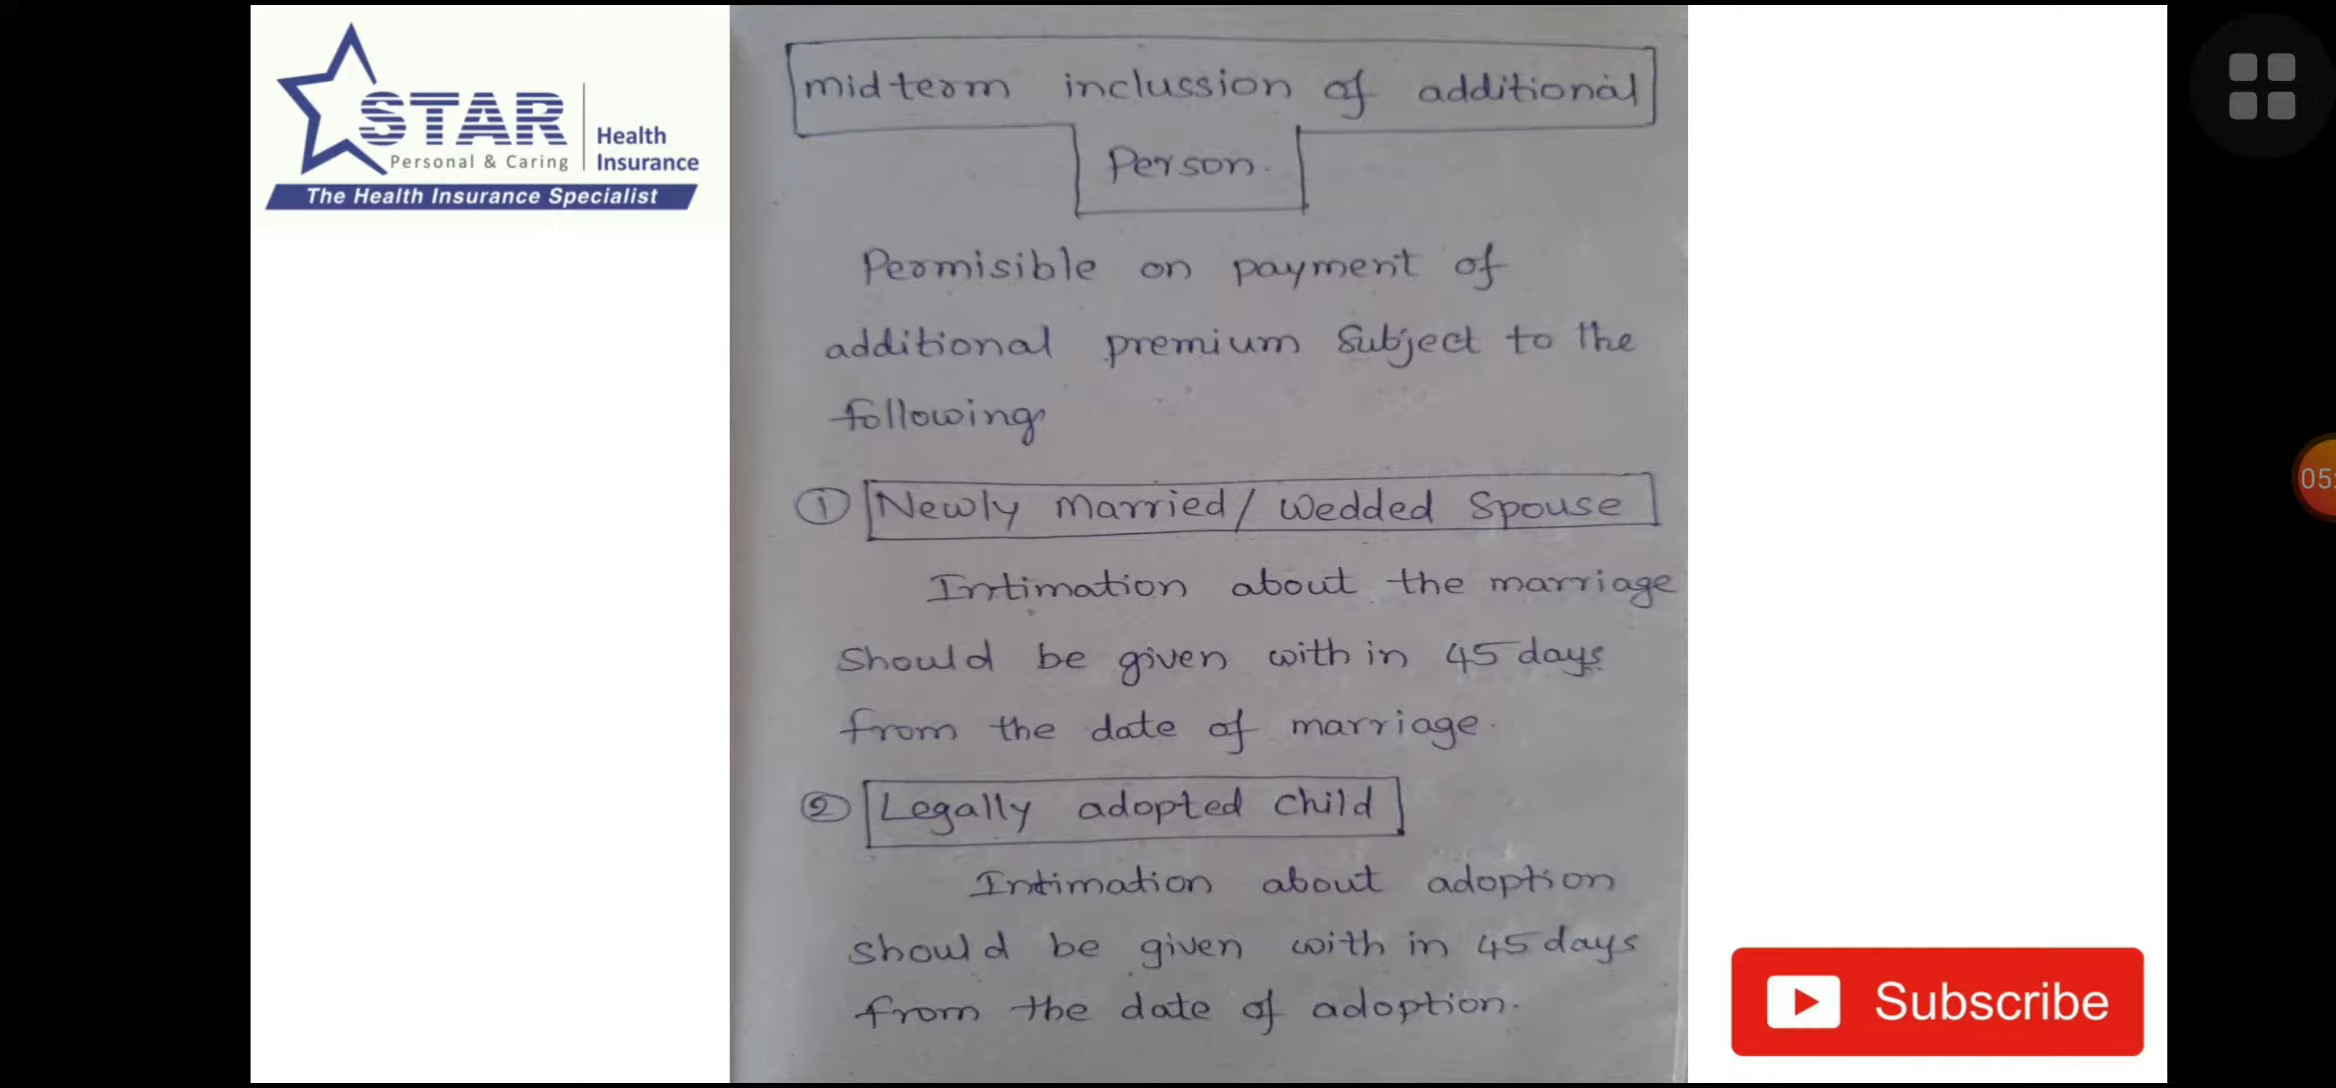 STAR
Health
Insurance
Personal & Caring
The Health Insurance Specialist
midterm inclussion of additional
Person.
Permisible on payment of
additional premium Subject to the
following
① Newly married/ Wedded Spouse
Intimation about the marriage
Should be given with in 45 days
from the date of marriage.
② Legally adopted child
Intimation about adoption
should be given with in 45 days
from the date of adoption.
Subscribe
05: